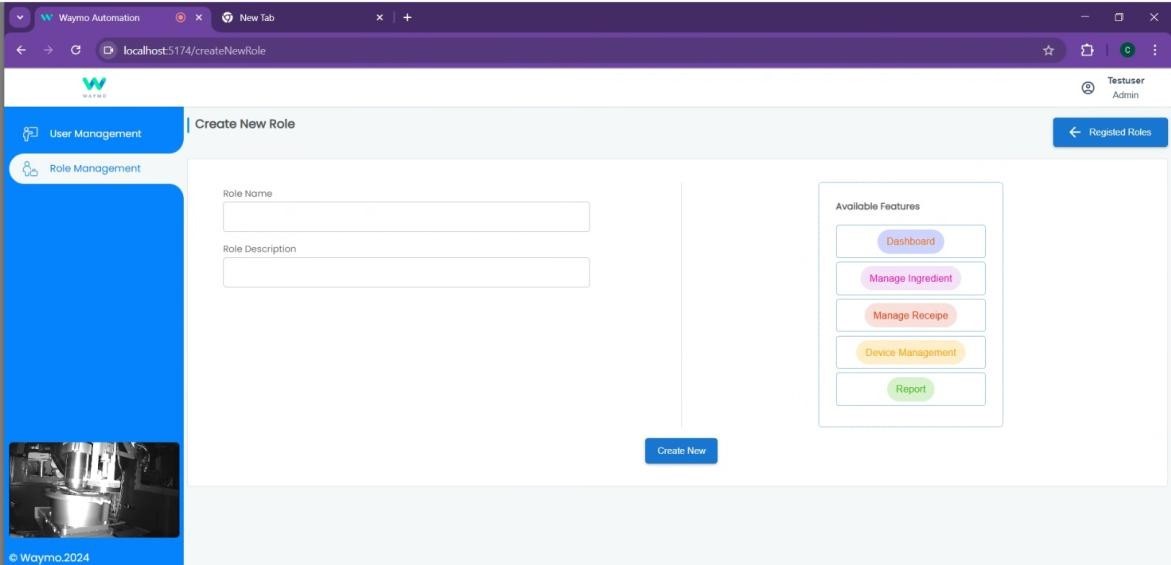 Waymo Automation
New Tab
localhost:5174/createNewRole
C
WAYMO
Testuser
Admin
User Management
Role Management
Create New Role
Registed Roles
Role Name
Role Description
Available Features
Dashboard
Manage Ingredient
Manage Receipe
Device Management
Report
Create New
© Waymo.2024